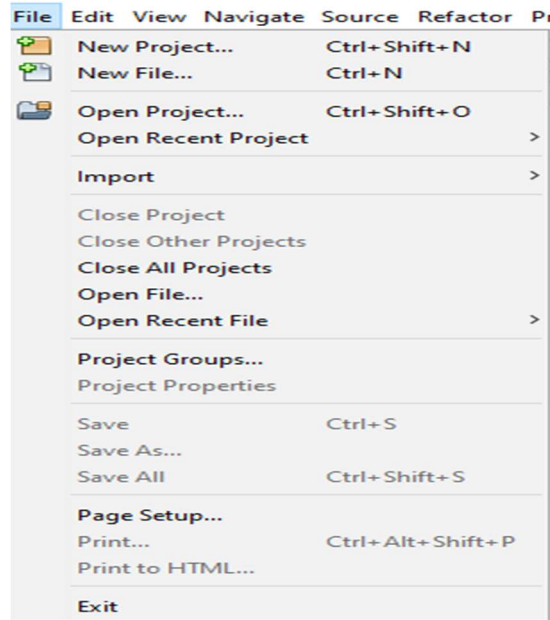 File Edit View Navigate Source Refactor
New Project... Ctrl+Shift+N
New File... Ctrl+N
Open Project... Ctrl+Shift+O
Open Recent Project >
Import >
Close Project
Close Other Projects
Close All Projects
Open File...
Open Recent File >
Project Groups...
Project Properties
Save Ctrl+S
Save As...
Save All Ctrl+Shift+S
Page Setup...
Print... Ctrl+Alt+Shift+P
Print to HTML...
Exit